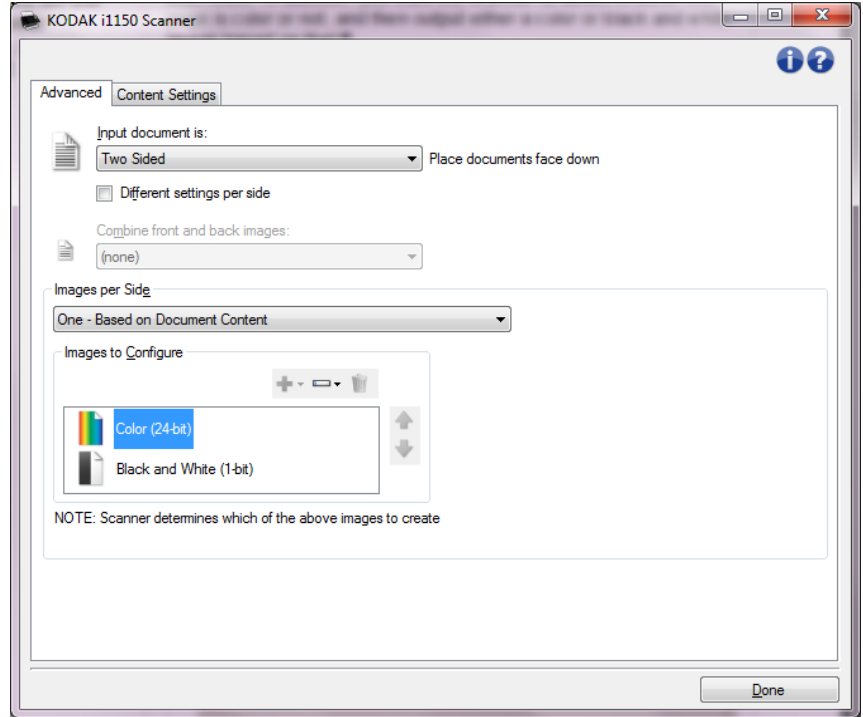 KODAK i1150 Scanner
Advanced
Content Settings
Input document is:
Two Sided
Place documents face down
Different settings per side
Combine front and back images:
(none)
Images per Side
One - Based on Document Content
Images to Configure
Color (24-bit)
Black and White (1-bit)
NOTE: Scanner determines which of the above images to create
Done